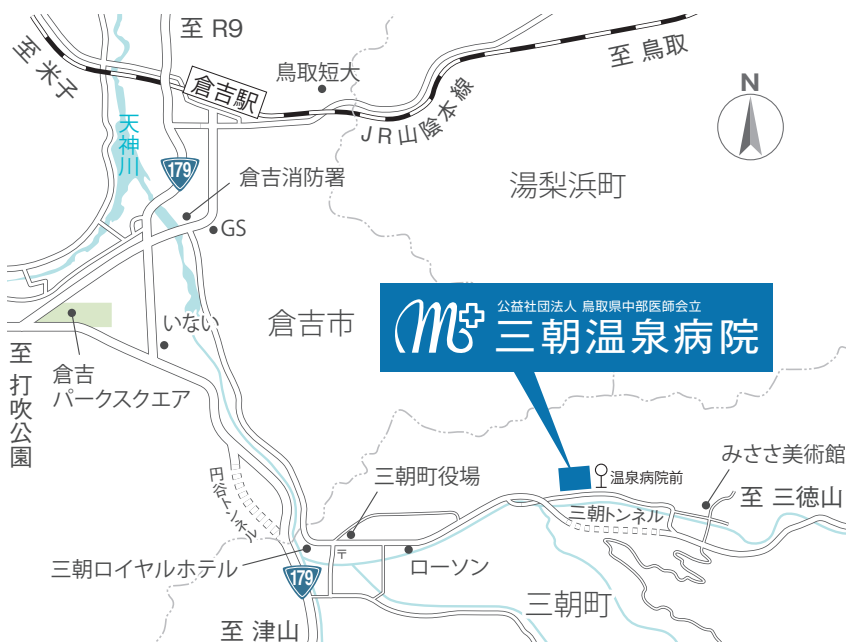 至 R9
至 米子
倉吉駅
鳥取短大
至 鳥取
JR山陰本線
N
天神川
179
倉吉消防署
GS
湯梨浜町
倉吉市
公益社団法人 鳥取県中部医師会立
三朝温泉病院
いない
至 打吹公園
倉吉
パークスクエア
円谷トンネル
三朝町役場
温泉病院前
みささ美術館
至 三徳山
三朝トンネル
三朝ロイヤルホテル
〒
ローソン
179
三朝町
至 津山